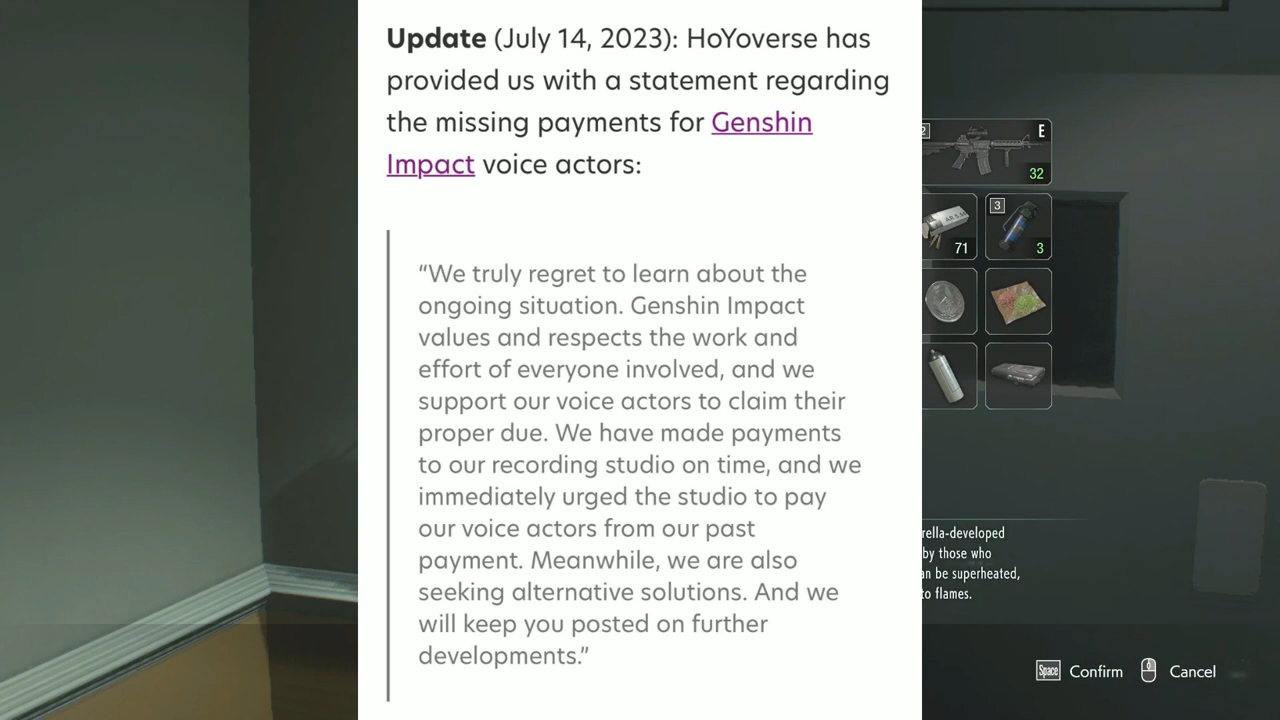 Update (July 14, 2023): HoYoverse has
provided us with a statement regarding
the missing payments for Genshin
Impact voice actors:
“We truly regret to learn about the
ongoing situation. Genshin Impact
values and respects the work and
effort of everyone involved, and we
support our voice actors to claim their
proper due. We have made payments
to our recording studio on time, and we
immediately urged the studio to pay
our voice actors from our past
payment. Meanwhile, we are also
seeking alternative solutions. And we
will keep you posted on further
developments.”
2 E
32
71
3
3
rella-developed
by those who
an be superheated,
to flames.
Space Confirm Cancel